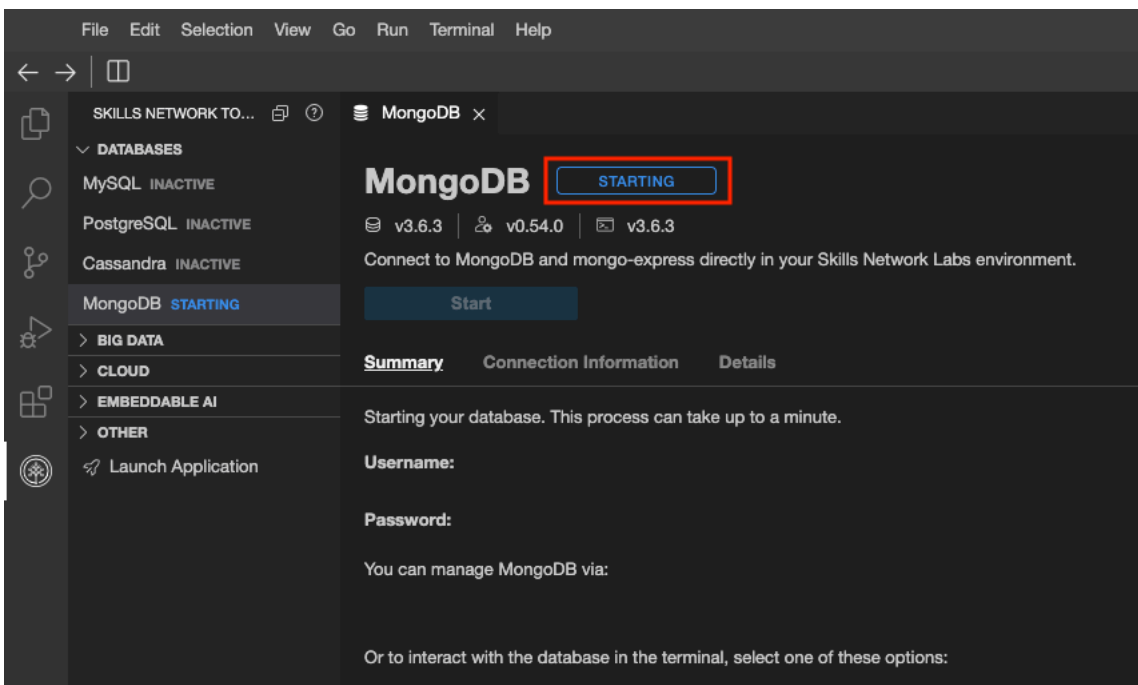 File Edit Selection View Go Run Terminal Help
SKILLS NETWORK TO...
DATABASES
MySQL INACTIVE
PostgreSQL INACTIVE
Cassandra INACTIVE
MongoDB STARTING
BIG DATA
CLOUD
EMBEDDABLE AI
OTHER
Launch Application
MongoDB
MongoDB STARTING
v3.6.3 v0.54.0 v3.6.3
Connect to MongoDB and mongo-express directly in your Skills Network Labs environment.
Start
Summary Connection Information Details
Starting your database. This process can take up to a minute.
Username:
Password:
You can manage MongoDB via:
Or to interact with the database in the terminal, select one of these options: